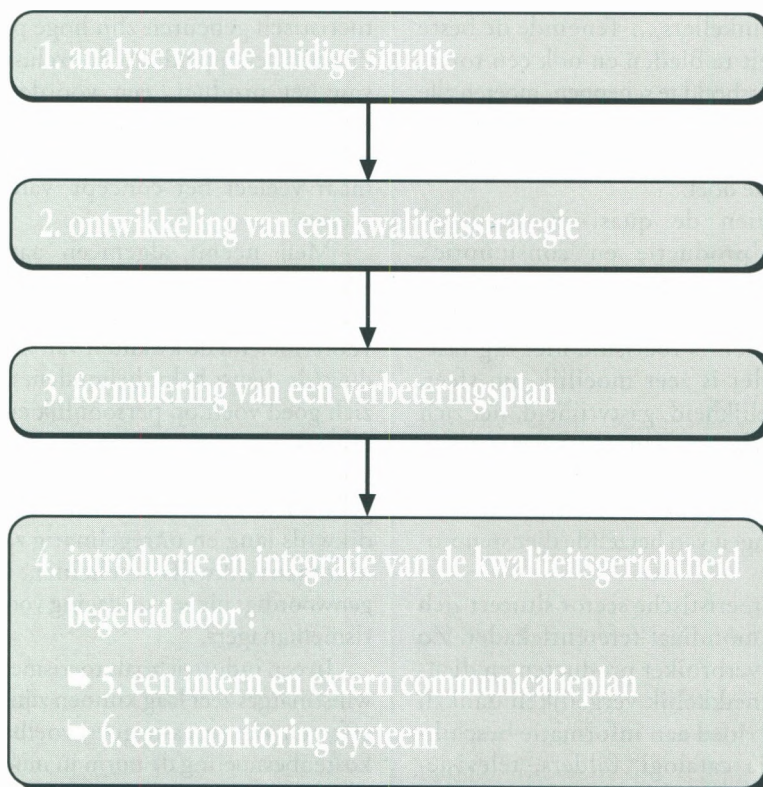 1. analyse van de huidige situatie
2. ontwikkeling van een kwaliteitsstrategie
3. formulering van een verbeteringsplan
4. introductie en integratie van de kwaliteitsgerichtheid
begeleid door :
➨ 5. een intern en extern communicatieplan
➨ 6. een monitoring systeem